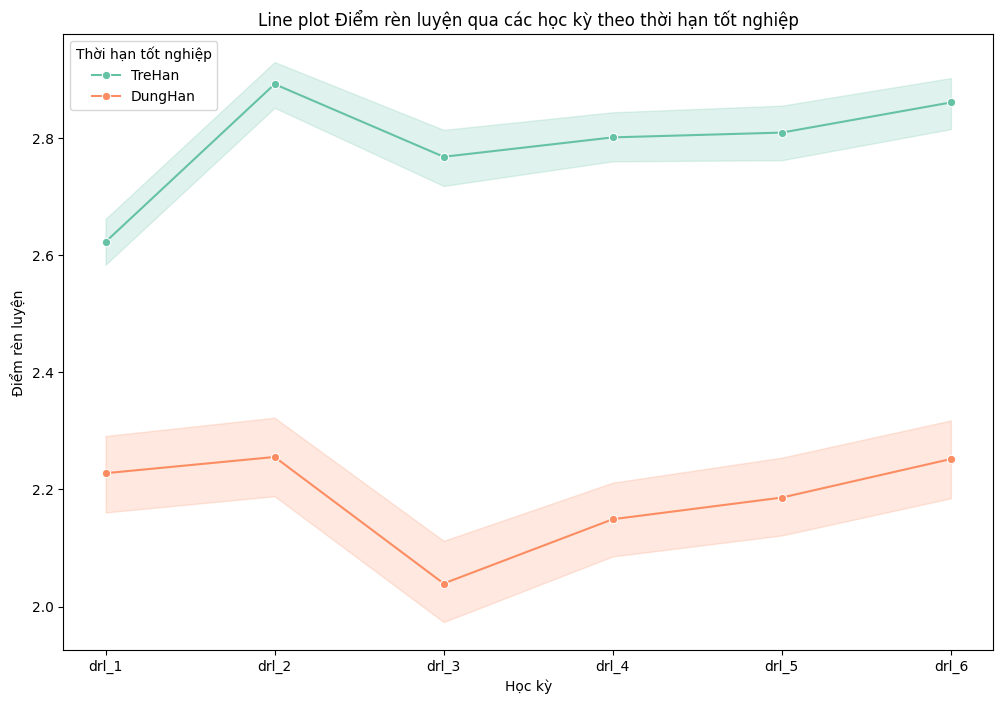 Line plot Điểm rèn luyện qua các học kỳ theo thời hạn tốt nghiệp
Thời hạn tốt nghiệp
TreHan
DungHan
Điểm rèn luyện
2.8
2.6
2.4
2.2
2.0
drl_1
drl_2
drl_3
drl_4
drl_5
drl_6
Học kỳ